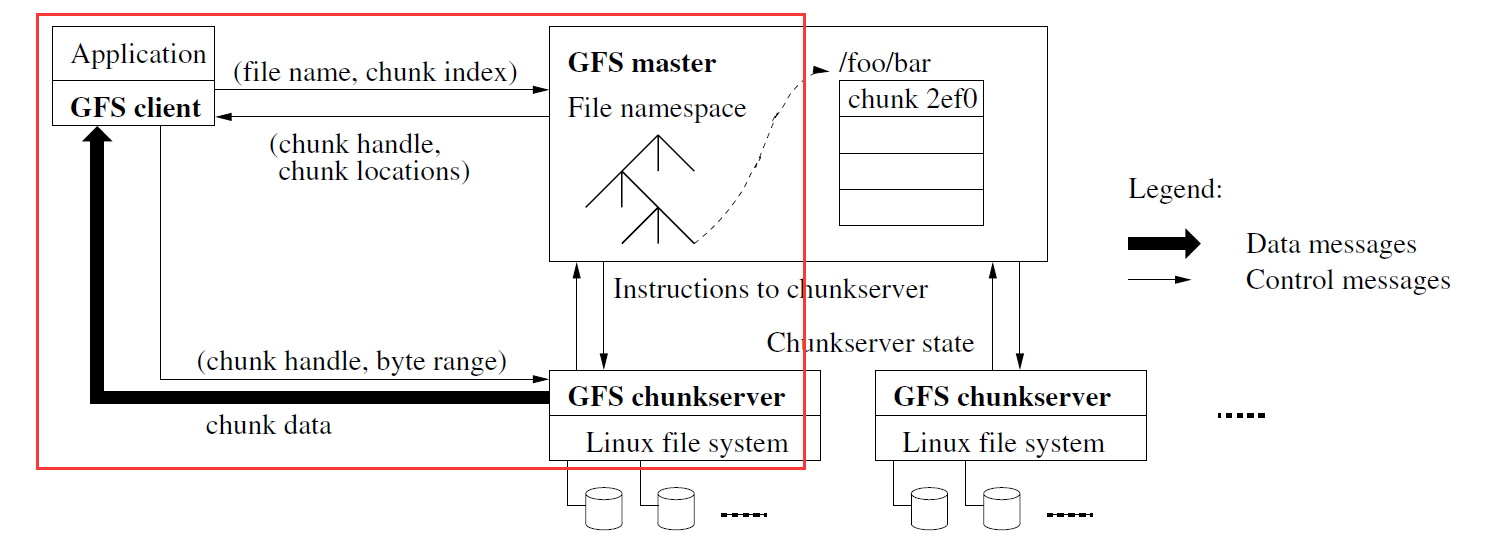 Application
GFS client
(file name, chunk index)
(chunk handle,
chunk locations)
GFS master
File namespace
/foo/bar
chunk 2ef0
Legend:
Data messages
Control messages
Instructions to chunkserver
Chunkserver state
(chunk handle, byte range)
chunk data
GFS chunkserver
Linux file system
GFS chunkserver
Linux file system